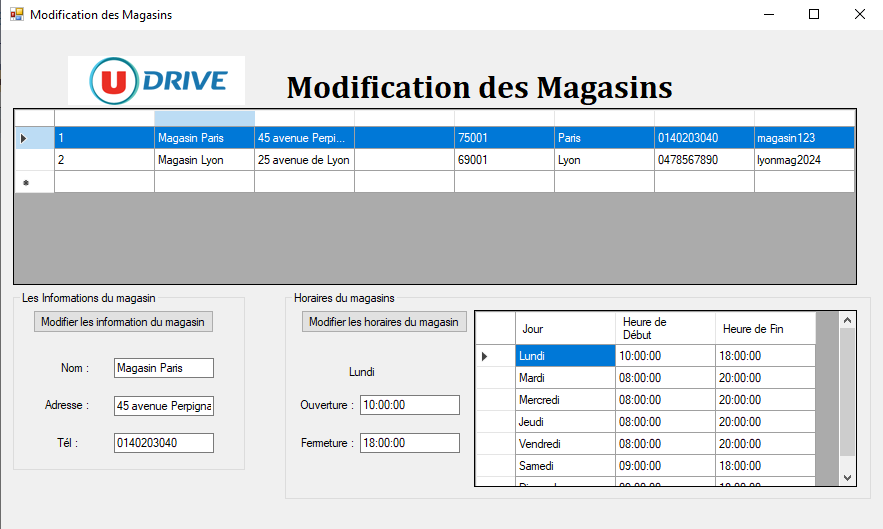 Modification des Magasins
U DRIVE
Modification des Magasins
1 Magasin Paris 45 avenue Perpi... 75001 Paris 0140203040 magasin123
2 Magasin Lyon 25 avenue de Lyon 69001 Lyon 0478567890 lyonmag2024
Les Informations du magasin
Modifier les information du magasin
Nom : Magasin Paris
Adresse : 45 avenue Perpigna
Tél : 0140203040
Horaires du magasins
Modifier les horaires du magasin
Lundi
Ouverture : 10:00:00
Fermeture : 18:00:00
Jour Heure de Début Heure de Fin
Lundi 10:00:00 18:00:00
Mardi 08:00:00 20:00:00
Mercredi 08:00:00 20:00:00
Jeudi 08:00:00 20:00:00
Vendredi 08:00:00 20:00:00
Samedi 09:00:00 18:00:00